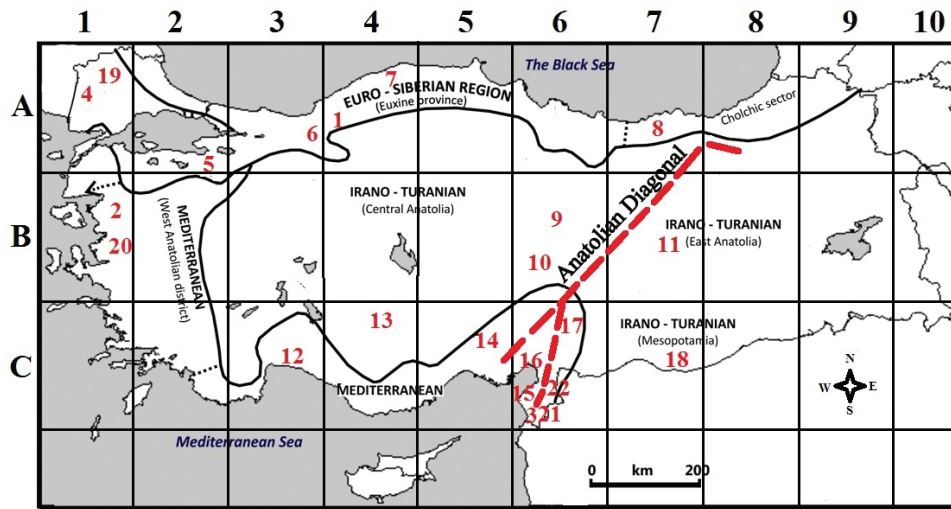 1 2 3 4 5 6 7 8 9 10
A
B
C
19
4
7
The Black Sea
EURO - SIBERIAN REGION
(Euxine province)
1
6
8
Cholchic sector
5
2
20
MEDITERRANEAN
(West Anatolian district)
IRANO - TURANIAN
(Central Anatolia)
9
10
Anatolian Diagonal
IRANO - TURANIAN
(East Anatolia)
11
13
12
14
17
16
15
22
321
IRANO - TURANIAN
(Mesopotamia)
18
MEDITERRANEAN
Mediterranean Sea
N
W E
S
0 km 200